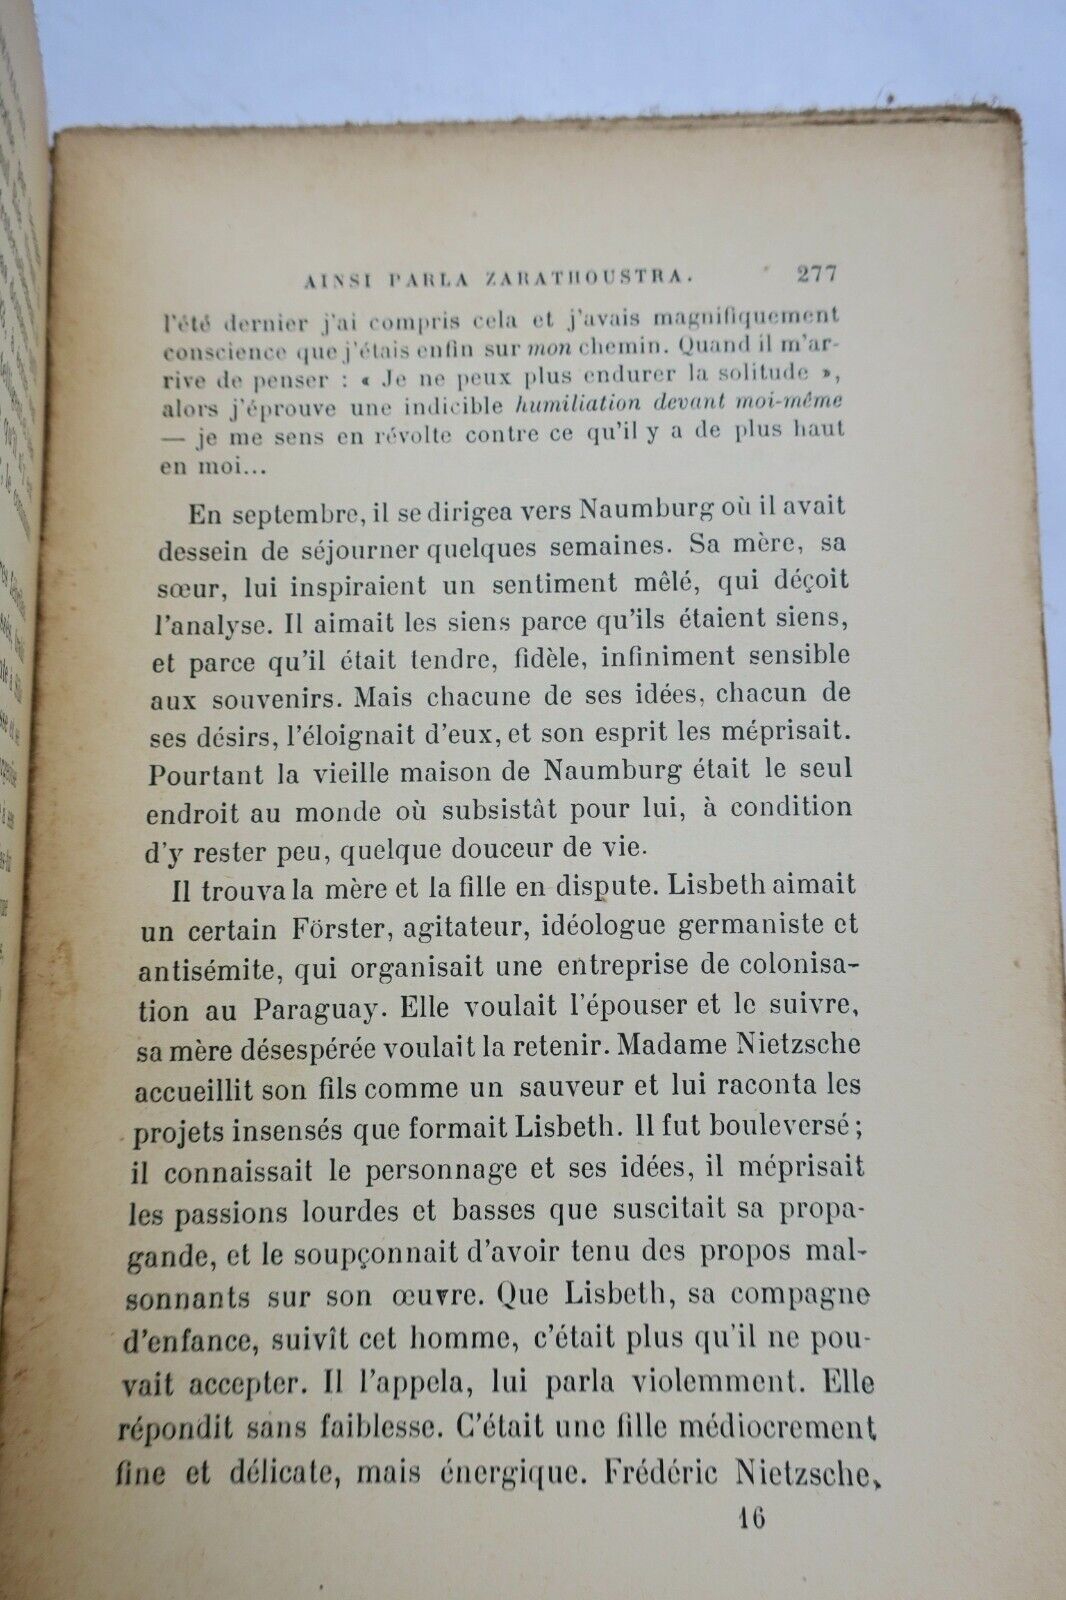 AINSI PARLA ZARATHOUSTRA. 277
l'été dernier j'ai compris cela et j'avais magnifiquement
conscience que j'étais enfin sur mon chemin. Quand il m'ar-
rive de penser : « Je ne peux plus endurer la solitude »,
alors j'éprouve une indicible humiliation devant moi-même
— je me sens en révolte contre ce qu'il y a de plus haut
en moi...
En septembre, il se dirigea vers Naumburg où il avait
dessein de séjourner quelques semaines. Sa mère, sa
sœur, lui inspiraient un sentiment mêlé, qui déçoit
l'analyse. Il aimait les siens parce qu'ils étaient siens,
et parce qu'il était tendre, fidèle, infiniment sensible
aux souvenirs. Mais chacune de ses idées, chacun de
ses désirs, l'éloignait d'eux, et son esprit les méprisait.
Pourtant la vieille maison de Naumburg était le seul
endroit au monde où subsistât pour lui, à condition
d'y rester peu, quelque douceur de vie.
Il trouva la mère et la fille en dispute. Lisbeth aimait
un certain Förster, agitateur, idéologue germaniste et
antisémite, qui organisait une entreprise de colonisa-
tion au Paraguay. Elle voulait l'épouser et le suivre,
sa mère désespérée voulait la retenir. Madame Nietzsche
accueillit son fils comme un sauveur et lui raconta les
projets insensés que formait Lisbeth. Il fut bouleversé ;
il connaissait le personnage et ses idées, il méprisait
les passions lourdes et basses que suscitait sa propa-
gande, et le soupçonnait d'avoir tenu des propos mal-
sonnants sur son œuvre. Que Lisbeth, sa compagne
d'enfance, suivît cet homme, c'était plus qu'il ne pou-
vait accepter. Il l'appela, lui parla violemment. Elle
répondit sans faiblesse. C'était une fille médiocrement
fine et délicate, mais énergique. Frédéric Nietzsche,
16